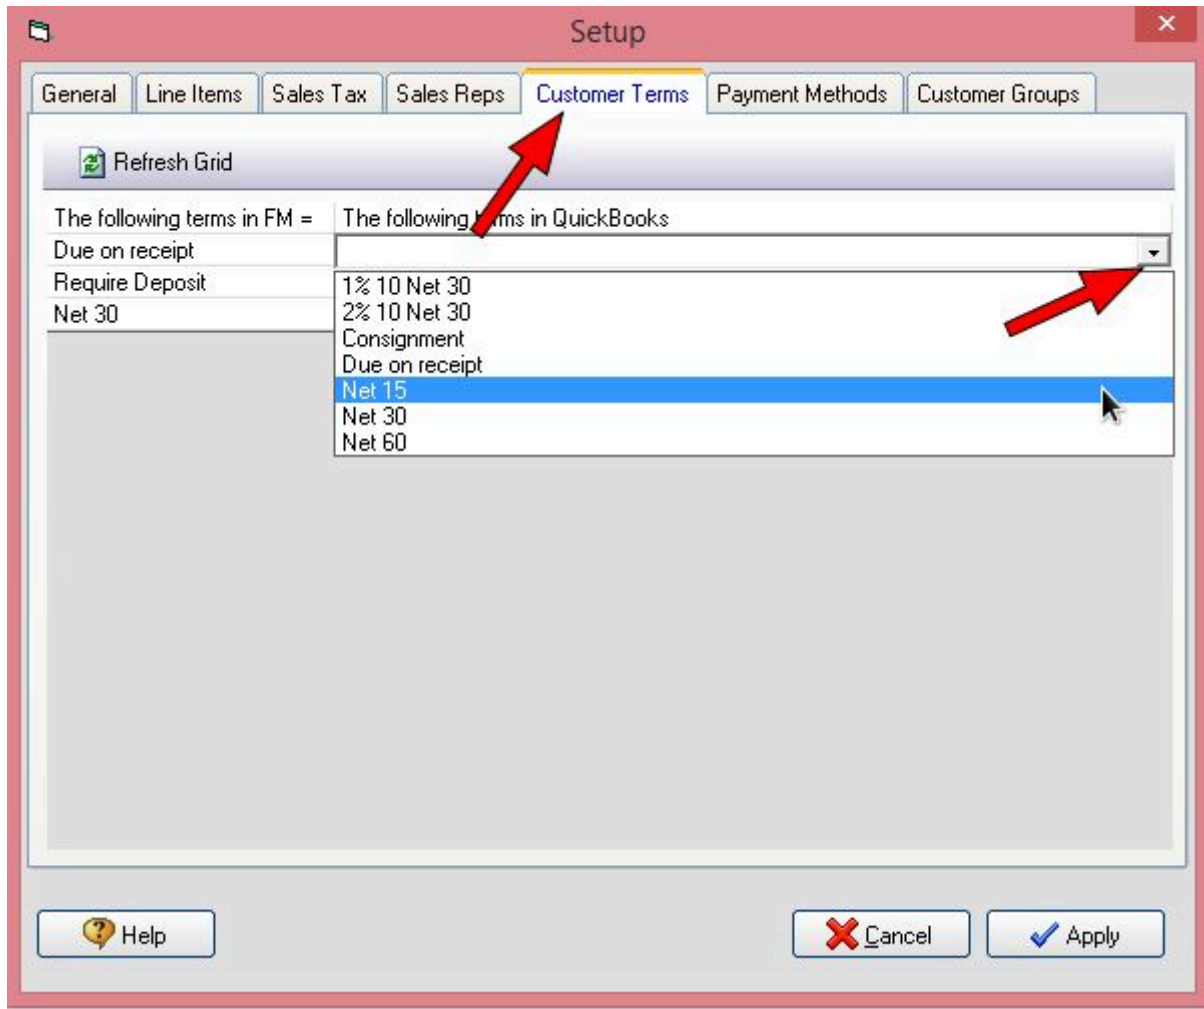 Setup
General Line Items Sales Tax Sales Reps Customer Terms Payment Methods Customer Groups
Refresh Grid
The following terms in FM = The following terms in QuickBooks
Due on receipt
Require Deposit
Net 30
1% 10 Net 30
2% 10 Net 30
Consignment
Due on receipt
Net 15
Net 30
Net 60
Help Cancel Apply